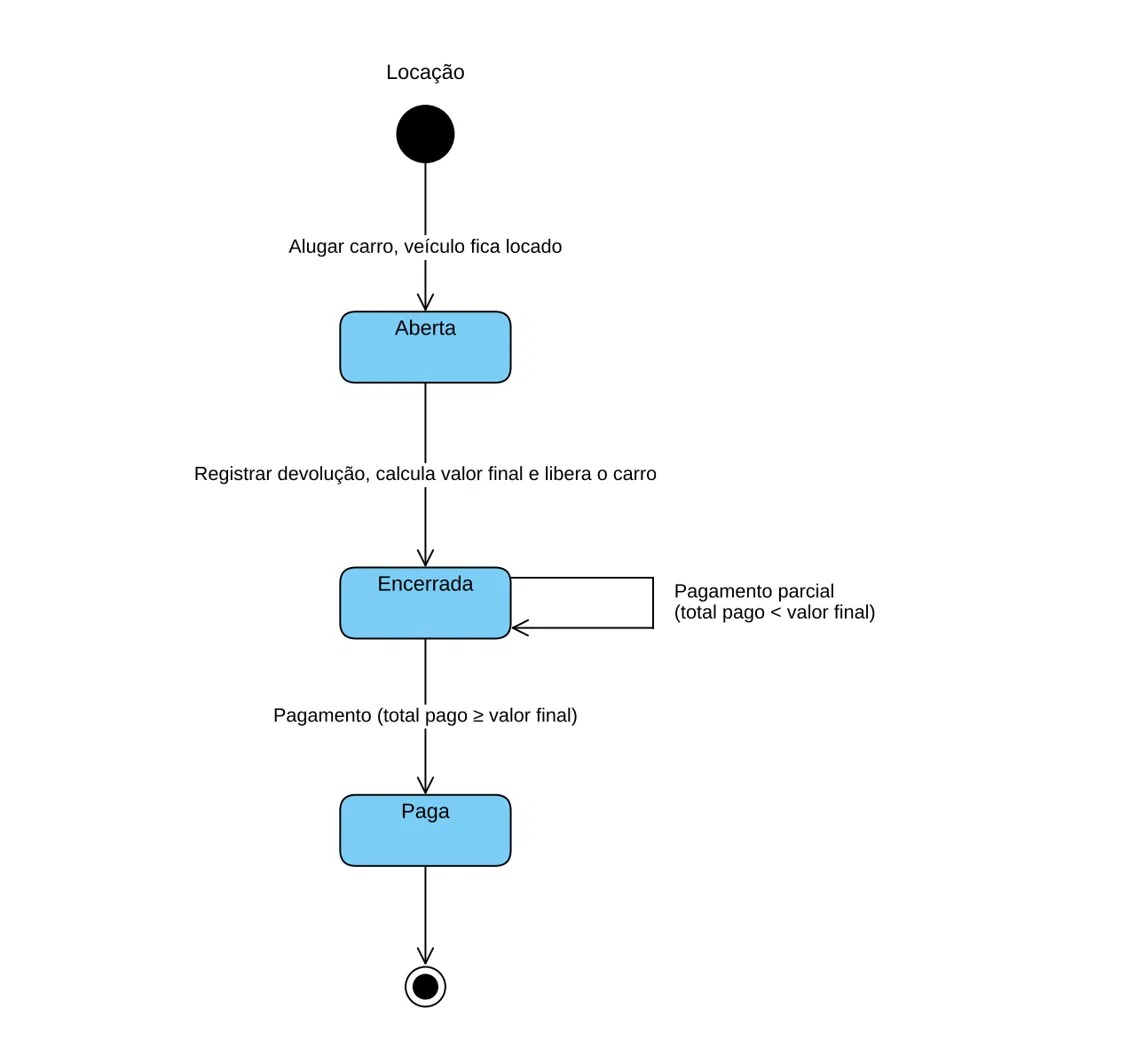 Locação
Alugar carro, veículo fica locado
Aberta
Registrar devolução, calcula valor final e libera o carro
Encerrada
Pagamento parcial
(total pago < valor final)
Pagamento (total pago ≥ valor final)
Paga